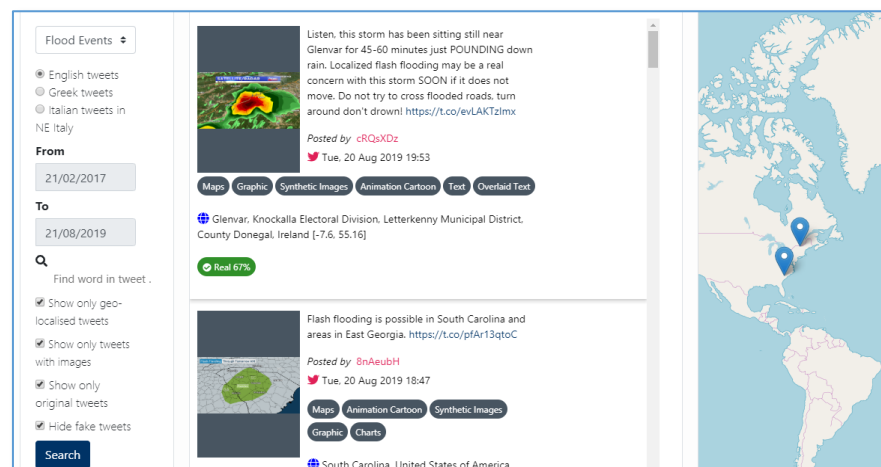 Flood Events
English tweets
Greek tweets
Italian tweets in
NE Italy
From
21/02/2017
To
21/08/2019
Find word in tweet .
Show only geo-
localised tweets
Show only tweets
with images
Show only
original tweets
Hide fake tweets
Search
Listen, this storm has been sitting still near
Glenvar for 45-60 minutes just POUNDING down
rain. Localized flash flooding may be a real
concern with this storm SOON if it does not
move. Do not try to cross flooded roads, turn
around don't drown! https://t.co/evLAKTzlmx
Posted by cRQsXDz
Tue, 20 Aug 2019 19:53
Maps Graphic Synthetic Images Animation Cartoon Text Overlaid Text
Glenvar, Knockalla Electoral Division, Letterkenny Municipal District,
County Donegal, Ireland [-7.6, 55.16]
Real 67%
Flash flooding is possible in South Carolina and
areas in East Georgia. https://t.co/pfAr13qtoC
Posted by 8nAeubH
Tue, 20 Aug 2019 18:47
Maps Animation Cartoon Synthetic Images
Graphic Charts
South Carolina, United States of America